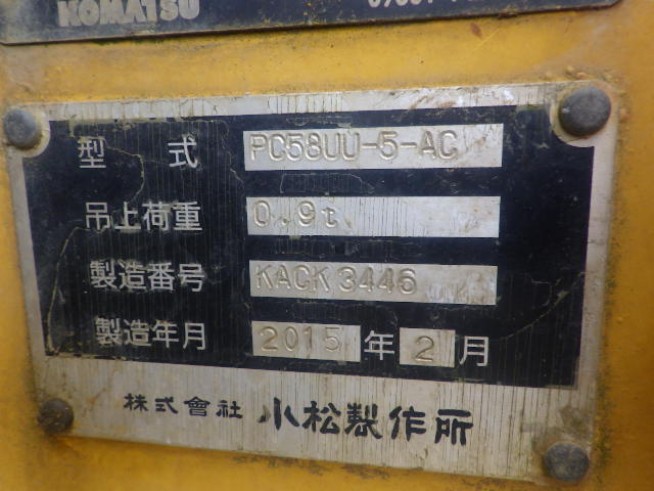 KOMATSU
型式 PC58UU-5-AC
吊上荷重 0.9t
製造番号 KACK 3446
製造年月 2015 年 2 月
株式會社 小松製作所